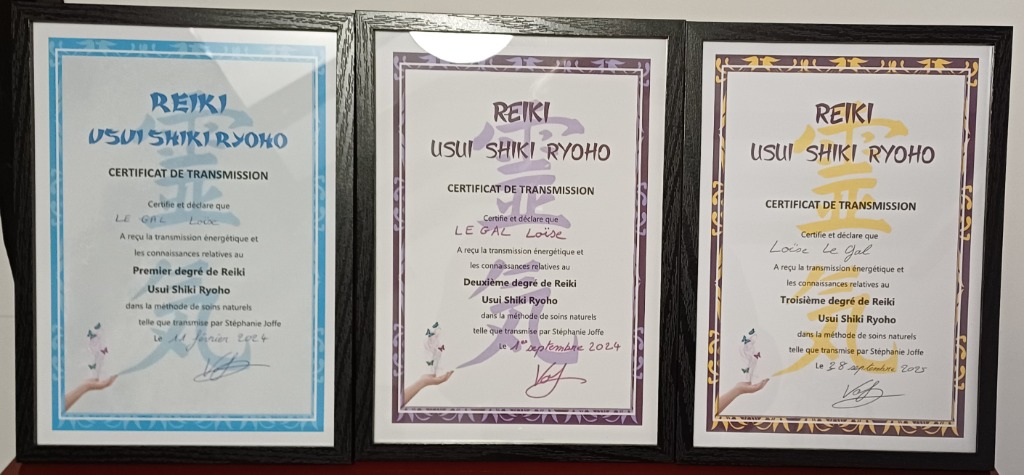 REIKI
USUI SHIKI RYOHO
靈
氣
CERTIFICAT DE TRANSMISSION
Certifie et déclare que
LE GAL Loïse
A reçu la transmission énergétique et
les connaissances relatives au
Premier degré de Reiki
Usui Shiki Ryoho
dans la méthode de soins naturels
telle que transmise par Stéphanie Joffe
Le 11 février 2024
REIKI
USUI SHIKI RYOHO
靈
氣
CERTIFICAT DE TRANSMISSION
Certifie et déclare que
LE GAL Loïse
A reçu la transmission énergétique et
les connaissances relatives au
Deuxième degré de Reiki
Usui Shiki Ryoho
dans la méthode de soins naturels
telle que transmise par Stéphanie Joffe
Le 1er septembre 2024
REIKI
USUI SHIKI RYOHO
靈
氣
CERTIFICAT DE TRANSMISSION
Certifie et déclare que
Loïse Le Gal
A reçu la transmission énergétique et
les connaissances relatives au
Troisième degré de Reiki
Usui Shiki Ryoho
dans la méthode de soins naturels
telle que transmise par Stéphanie Joffe
Le 28 septembre 2025